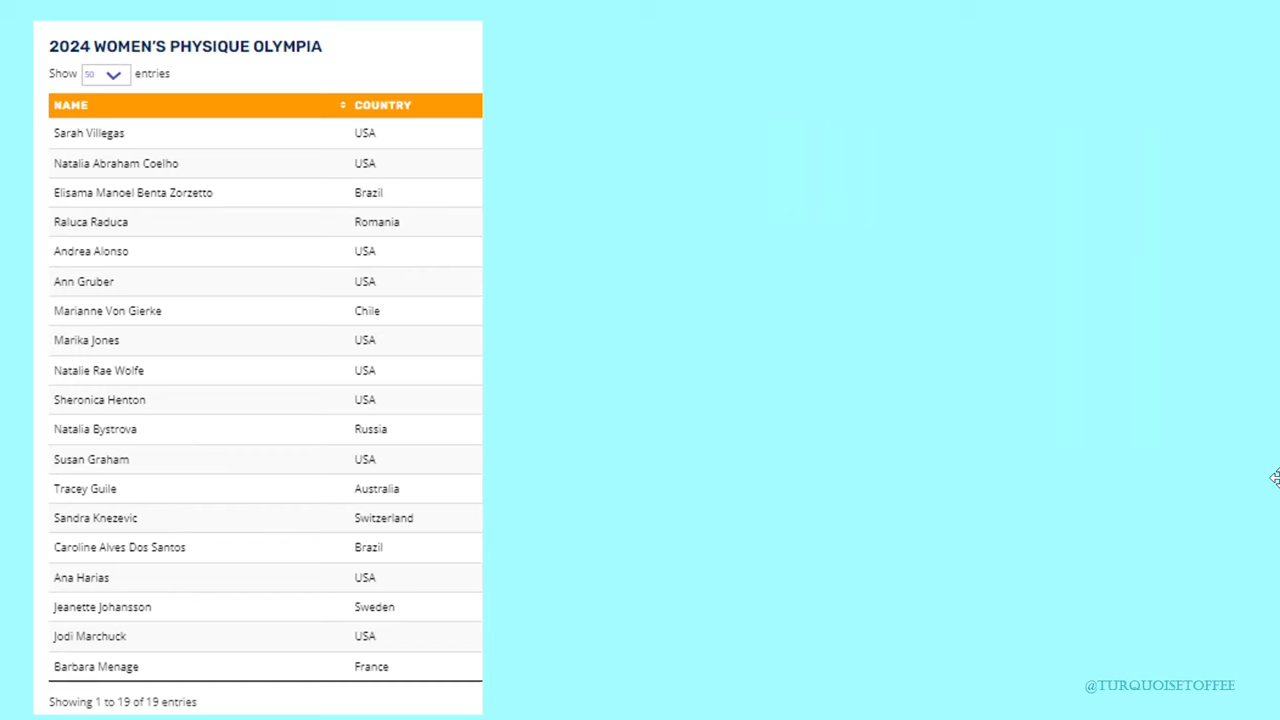 2024 WOMEN'S PHYSIQUE OLYMPIA
Show 50 entries
NAME COUNTRY
Sarah Villegas USA
Natalia Abraham Coelho USA
Elisama Manoel Benta Zorzetto Brazil
Raluca Raduca Romania
Andrea Alonso USA
Ann Gruber USA
Marianne Von Gierke Chile
Marika Jones USA
Natalie Rae Wolfe USA
Sheronica Henton USA
Natalia Bystrova Russia
Susan Graham USA
Tracey Guile Australia
Sandra Knezevic Switzerland
Caroline Alves Dos Santos Brazil
Ana Harias USA
Jeanette Johansson Sweden
Jodi Marchuck USA
Barbara Menage France
Showing 1 to 19 of 19 entries
@TURQUOISETOFFEE